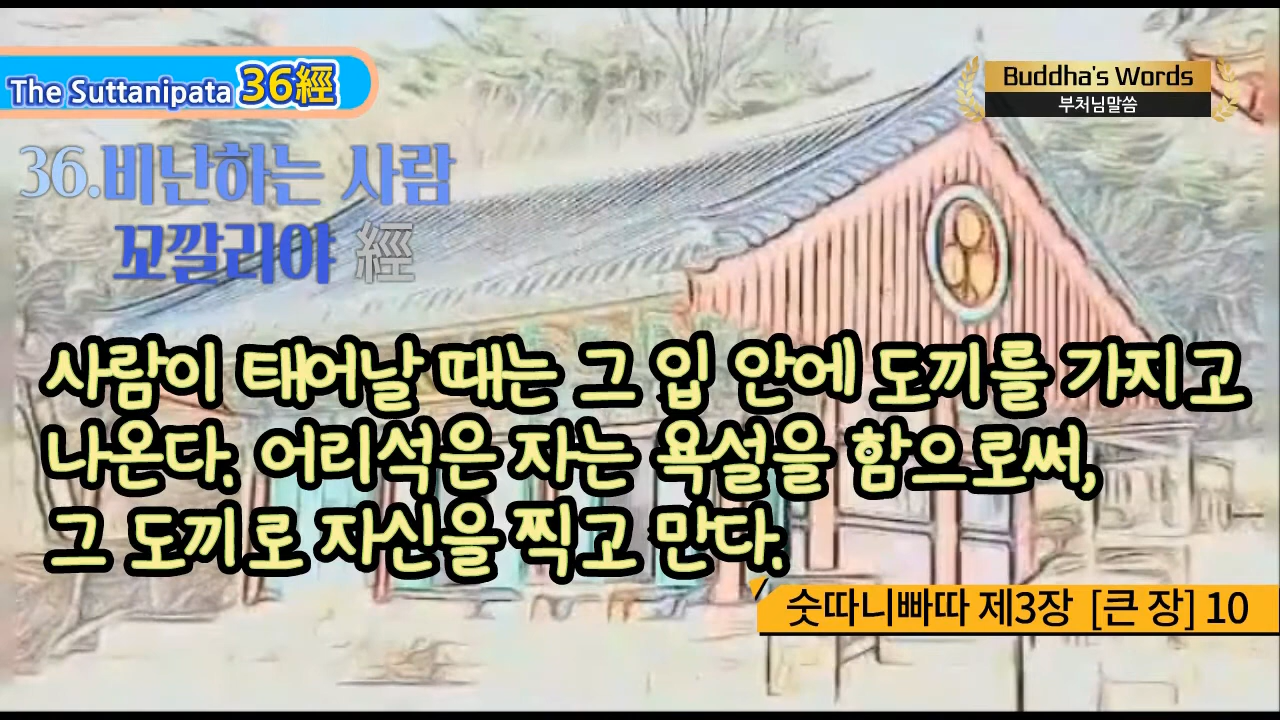 The Suttanipata 36經
Buddha's Words
부처님말씀
36.비난하는 사람
꼬깔리야 經
사람이 태어날 때는 그 입 안에 도끼를 가지고
나온다. 어리석은 자는 욕설을 함으로써,
그 도끼로 자신을 찍고 만다.
숫따니빠따 제3장 [큰 장] 10